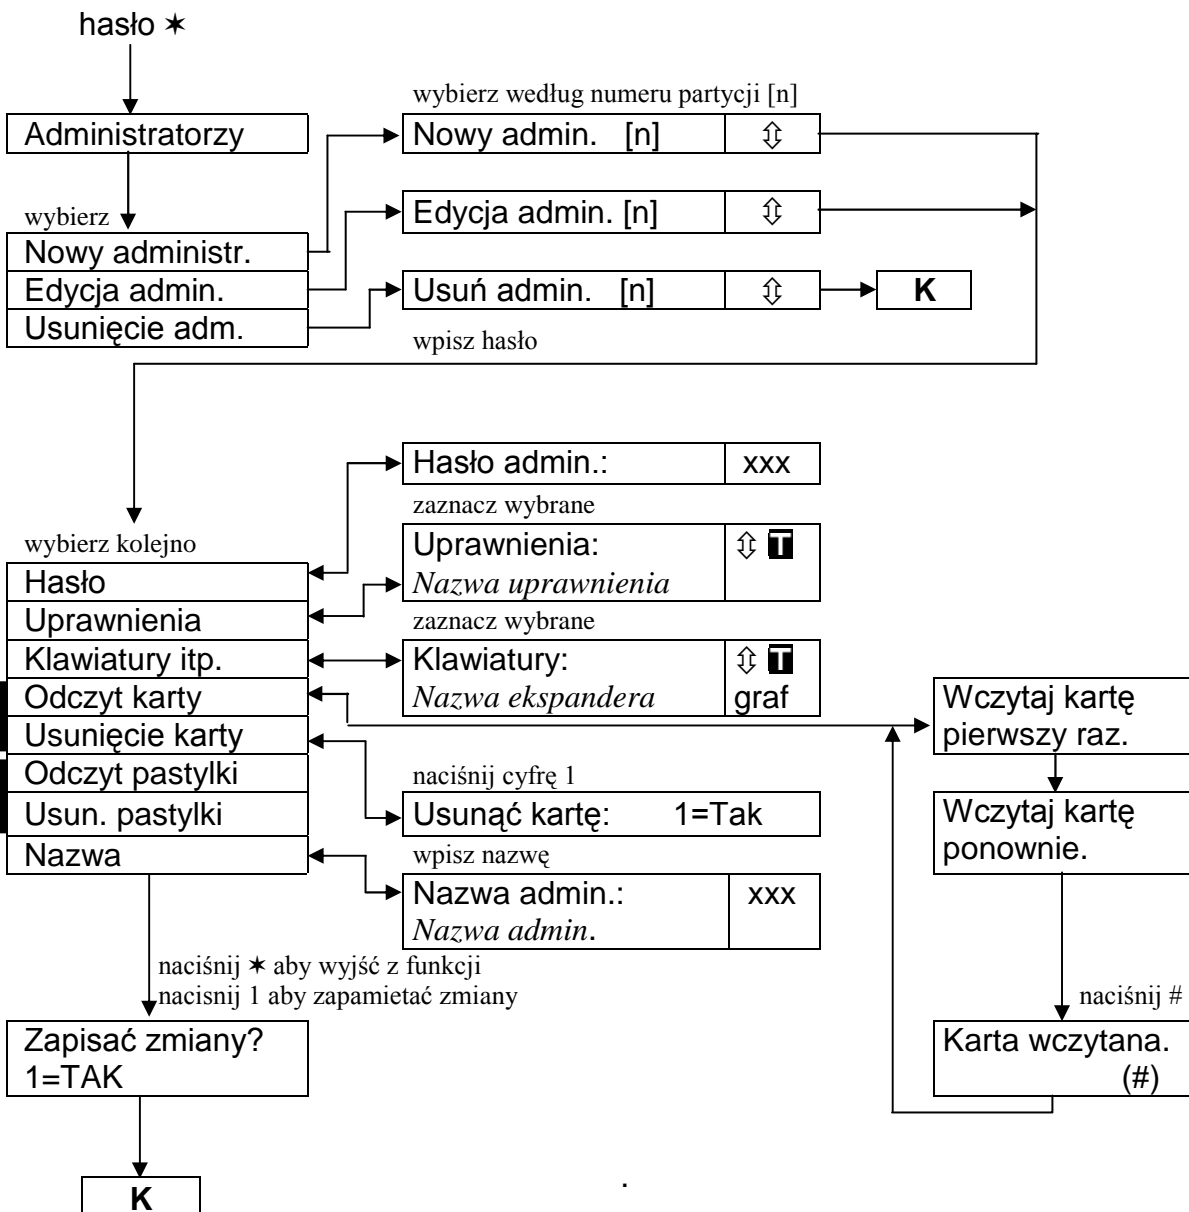 hasło ✶
Administratorzy
wybierz
Nowy administr.
Edycja admin.
Usunięcie adm.
wybierz według numeru partycji [n]
Nowy admin. [n] ⇳
Edycja admin. [n] ⇳
Usuń admin. [n] ⇳
K
wpisz hasło
wybierz kolejno
Hasło
Uprawnienia
Klawiatury itp.
Odczyt karty
Usunięcie karty
Odczyt pastylki
Usun. pastylki
Nazwa
Hasło admin.: xxx
zaznacz wybrane
Uprawnienia: ⇳ T
Nazwa uprawnienia
zaznacz wybrane
Klawiatury: ⇳ T
Nazwa ekspandera graf
naciśnij cyfrę 1
Usunąć kartę: 1=Tak
wpisz nazwę
Nazwa admin.: xxx
Nazwa admin.
Wczytaj kartę
pierwszy raz.
Wczytaj kartę
ponownie.
naciśnij #
Karta wczytana.
(#)
naciśnij ✶ aby wyjść z funkcji
nacisnij 1 aby zapamietać zmiany
Zapisać zmiany?
1=TAK
K
.